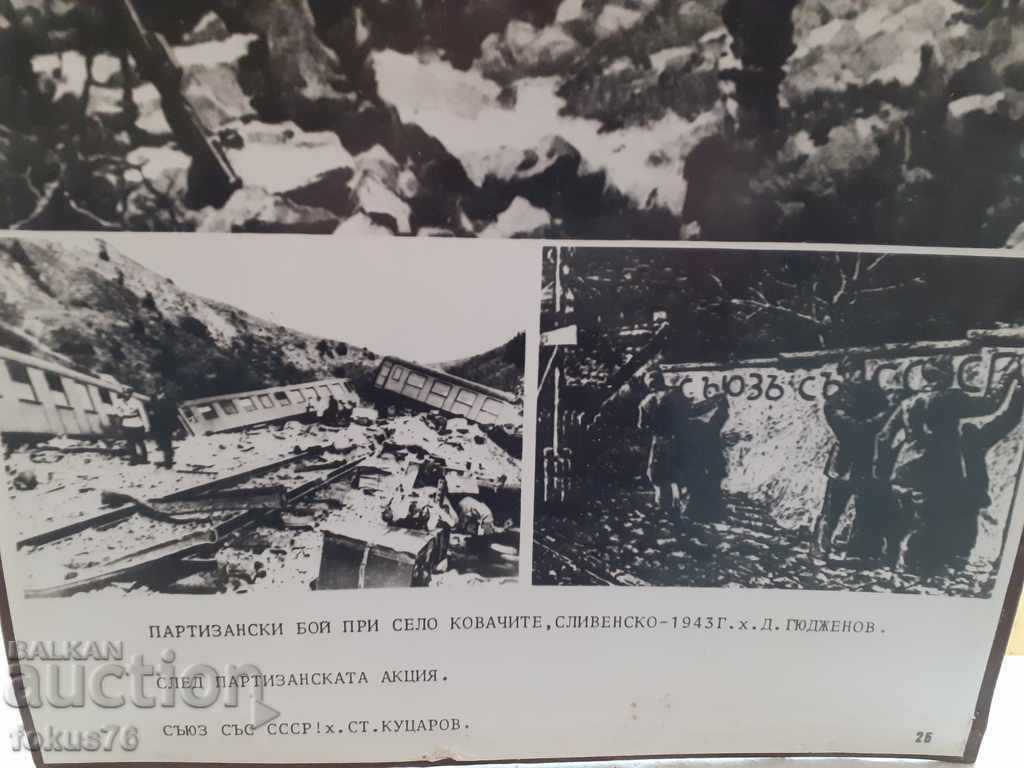 СЪЮЗЪ СЪ СССР
ПАРТИЗАНСКИ БОЙ ПРИ СЕЛО КОВАЧИТЕ, СЛИВЕНСКО-1943Г.х.Д.ГЮДЖЕНОВ.
СЛЕД ПАРТИЗАНСКАТА АКЦИЯ.
СЪЮЗ СЪС СССР!х.СТ.КУЦАРОВ.
26
BALKAN
auction
fokus76